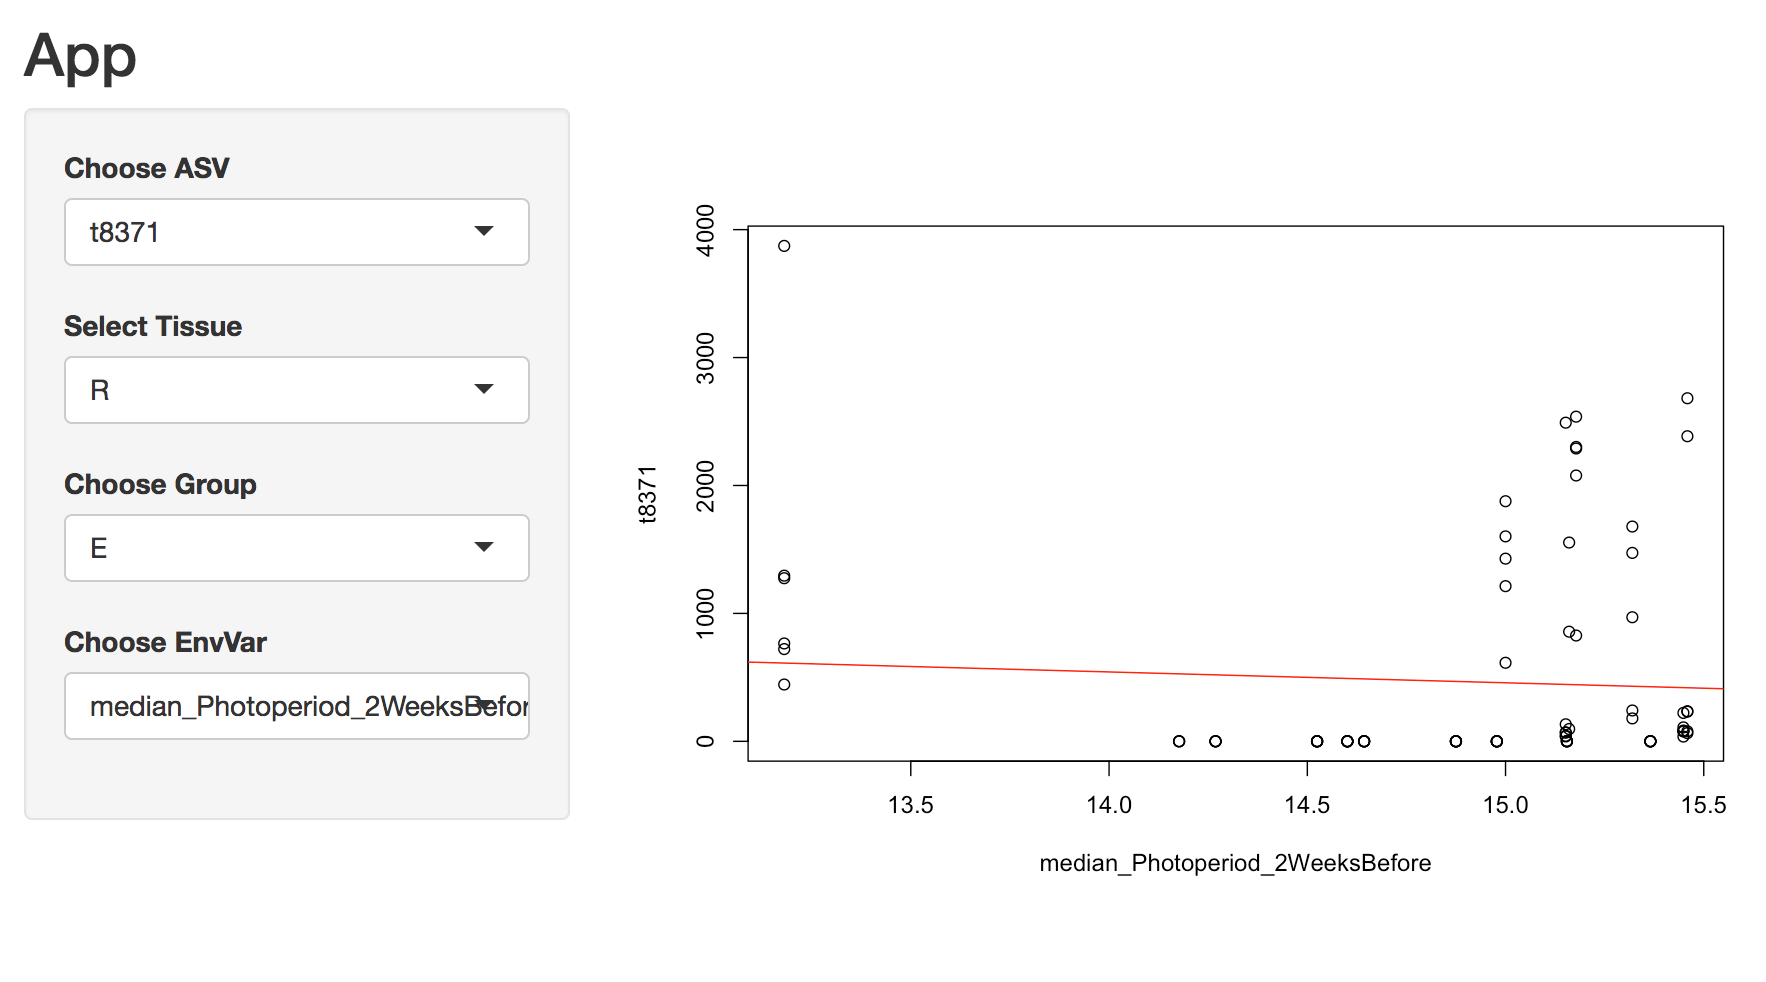 App
Choose ASV
t8371
Select Tissue
R
Choose Group
E
Choose EnvVar
median_Photoperiod_2WeeksBefor
4000
3000
2000
1000
0
t8371
13.5 14.0 14.5 15.0 15.5
median_Photoperiod_2WeeksBefore